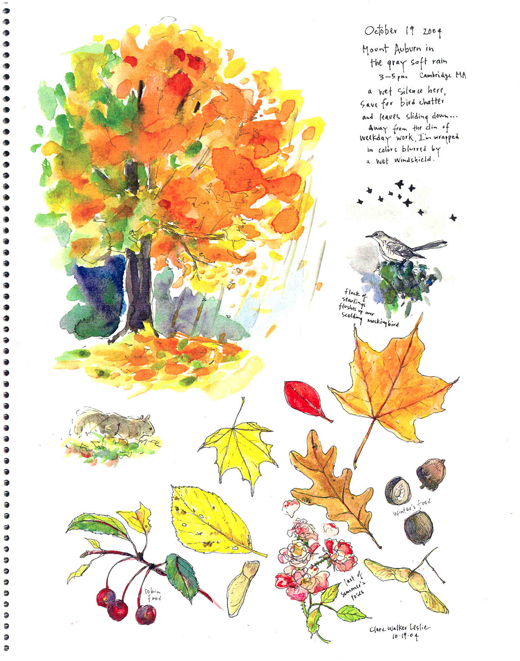 October 19 2004
Mount Auburn in
the gray soft rain
3-5pm Cambridge MA
a wet silence here,
save for bird chatter
and leaves sliding down...
Away from the din of
weekday work, I'm wrapped
in colors blurred by
a wet windshield.
flock of
starlings
flushes up over
scolding mockingbird
winter's food
robin
food
last of
summer's
roses
Clare Walker Leslie
10-19-04